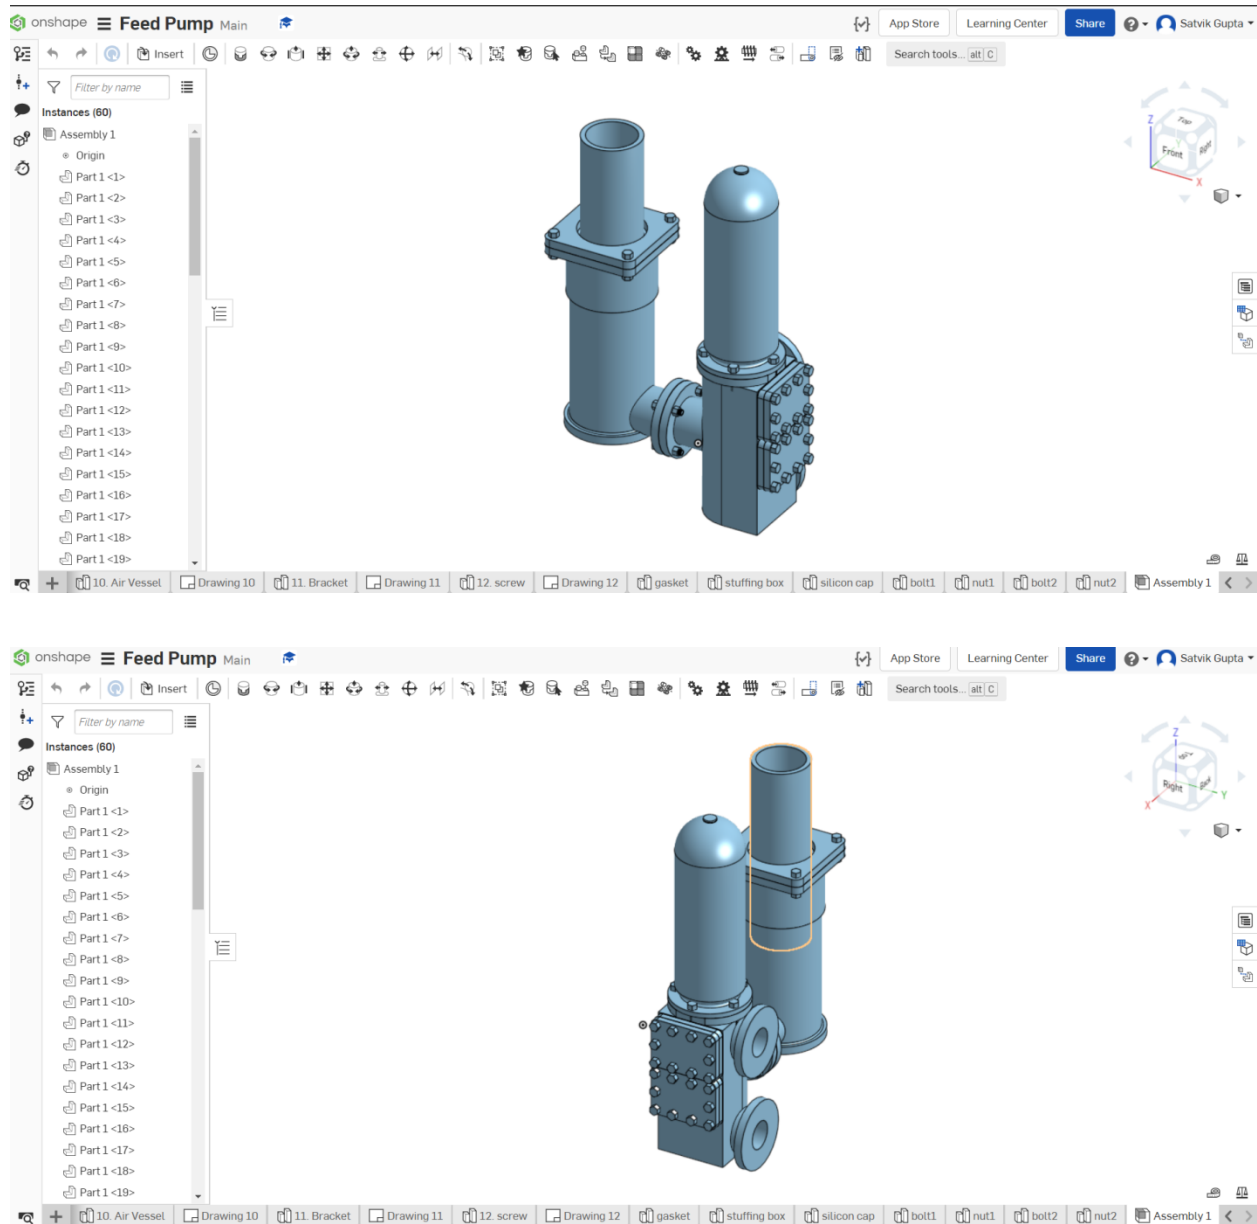 onshape Feed Pump Main App Store Learning Center Share Satvik Gupta
Insert Search tools... alt C
Filter by name
Instances (60)
Assembly 1
Origin
Part 1 <1>
Part 1 <2>
Part 1 <3>
Part 1 <4>
Part 1 <5>
Part 1 <6>
Part 1 <7>
Part 1 <8>
Part 1 <9>
Part 1 <10>
Part 1 <11>
Part 1 <12>
Part 1 <13>
Part 1 <14>
Part 1 <15>
Part 1 <16>
Part 1 <17>
Part 1 <18>
Part 1 <19>
Z
Top
Front
Right
Y
X
10. Air Vessel Drawing 10 11. Bracket Drawing 11 12. screw Drawing 12 gasket stuffing box silicon cap bolt1 nut1 bolt2 nut2 Assembly 1
onshape Feed Pump Main App Store Learning Center Share Satvik Gupta
Insert Search tools... alt C
Filter by name
Instances (60)
Assembly 1
Origin
Part 1 <1>
Part 1 <2>
Part 1 <3>
Part 1 <4>
Part 1 <5>
Part 1 <6>
Part 1 <7>
Part 1 <8>
Part 1 <9>
Part 1 <10>
Part 1 <11>
Part 1 <12>
Part 1 <13>
Part 1 <14>
Part 1 <15>
Part 1 <16>
Part 1 <17>
Part 1 <18>
Part 1 <19>
Z
Right
Back
X
Y
10. Air Vessel Drawing 10 11. Bracket Drawing 11 12. screw Drawing 12 gasket stuffing box silicon cap bolt1 nut1 bolt2 nut2 Assembly 1